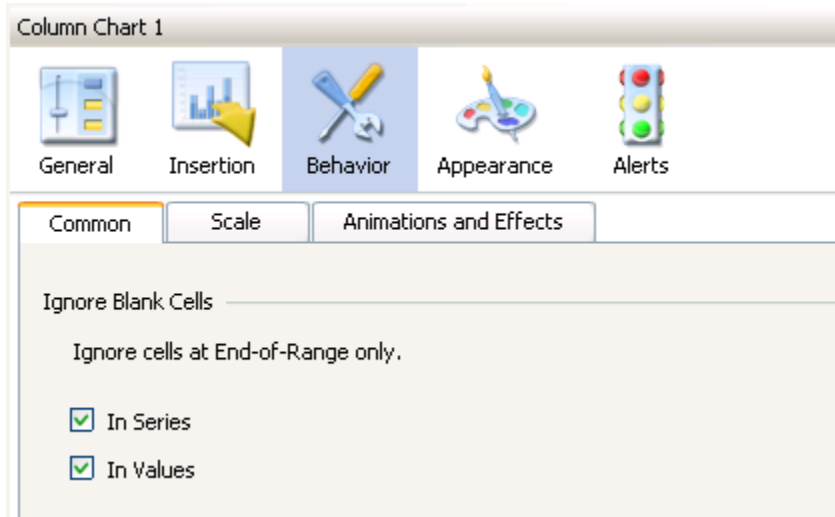 Column Chart 1
General Insertion Behavior Appearance Alerts
Common Scale Animations and Effects
Ignore Blank Cells
Ignore cells at End-of-Range only.
In Series
In Values